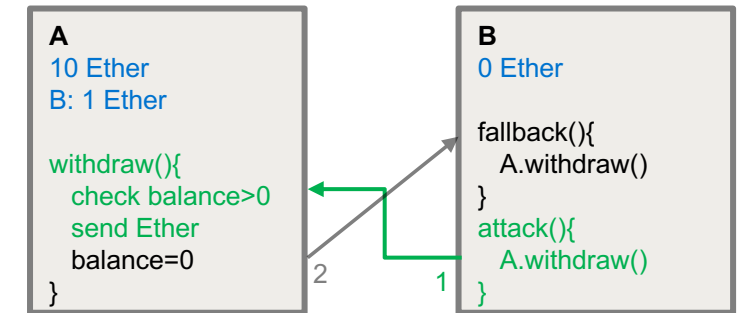 A
10 Ether
B: 1 Ether
withdraw(){
check balance>0
send Ether
balance=0
}
2
1
B
0 Ether
fallback(){
A.withdraw()
}
attack(){
A.withdraw()
}